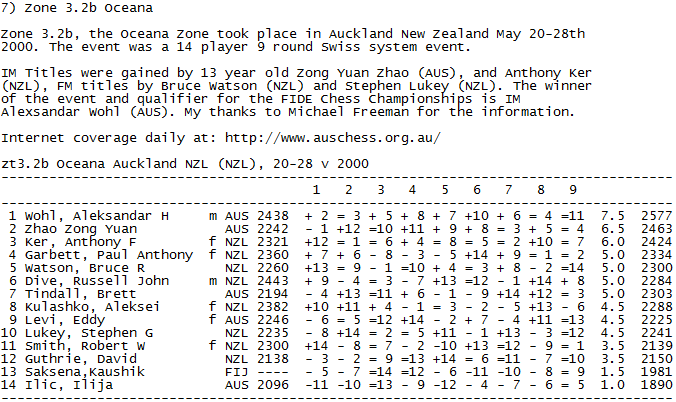 7) Zone 3.2b Oceana
Zone 3.2b, the Oceana Zone took place in Auckland New Zealand May 20-28th
2000. The event was a 14 player 9 round Swiss system event.
IM Titles were gained by 13 year old Zong Yuan Zhao (AUS), and Anthony Ker
(NZL), FM titles by Bruce Watson (NZL) and Stephen Lukey (NZL). The winner
of the event and qualifier for the FIDE Chess Championships is IM
Alexsandar Wohl (AUS). My thanks to Michael Freeman for the information.
Internet coverage daily at: http://www.auschess.org.au/
zt3.2b Oceana Auckland NZL (NZL), 20-28 v 2000
-------------------------------------------------------------------------------------
1 2 3 4 5 6 7 8 9
-------------------------------------------------------------------------------------
1 Wohl, Aleksandar H m AUS 2438 + 2 = 3 + 5 + 8 + 7 +10 + 6 = 4 =11 7.5 2577
2 Zhao Zong Yuan AUS 2242 - 1 +12 =10 +11 + 9 + 8 = 3 + 5 = 4 6.5 2463
3 Ker, Anthony F f NZL 2321 +12 = 1 = 6 + 4 = 8 = 5 = 2 +10 = 7 6.0 2424
4 Garbett, Paul Anthony f NZL 2360 + 7 + 6 - 8 - 3 - 5 +14 + 9 = 1 = 2 5.0 2334
5 Watson, Bruce R NZL 2260 +13 = 9 - 1 =10 + 4 = 3 + 8 - 2 =14 5.0 2300
6 Dive, Russell John m NZL 2443 + 9 - 4 = 3 - 7 +13 =12 - 1 +14 + 8 5.0 2284
7 Tindall, Brett AUS 2194 - 4 +13 =11 + 6 - 1 - 9 +14 +12 = 3 5.0 2303
8 Kulashko, Aleksei f NZL 2382 +10 +11 + 4 - 1 = 3 - 2 - 5 +13 - 6 4.5 2288
9 Levi, Eddy f AUS 2246 - 6 = 5 =12 +14 - 2 + 7 - 4 +11 =13 4.5 2225
10 Lukey, Stephen G NZL 2235 - 8 +14 = 2 = 5 +11 - 1 +13 - 3 =12 4.5 2241
11 Smith, Robert W f NZL 2300 +14 - 8 = 7 - 2 -10 +13 =12 - 9 = 1 3.5 2139
12 Guthrie, David NZL 2138 - 3 - 2 = 9 =13 +14 = 6 =11 - 7 =10 3.5 2150
13 Saksena,Kaushik FIJ ---- - 5 - 7 =14 =12 - 6 -11 -10 - 8 = 9 1.5 1981
14 Ilic, Ilija AUS 2096 -11 -10 =13 - 9 -12 - 4 - 7 - 6 = 5 1.0 1890
-------------------------------------------------------------------------------------